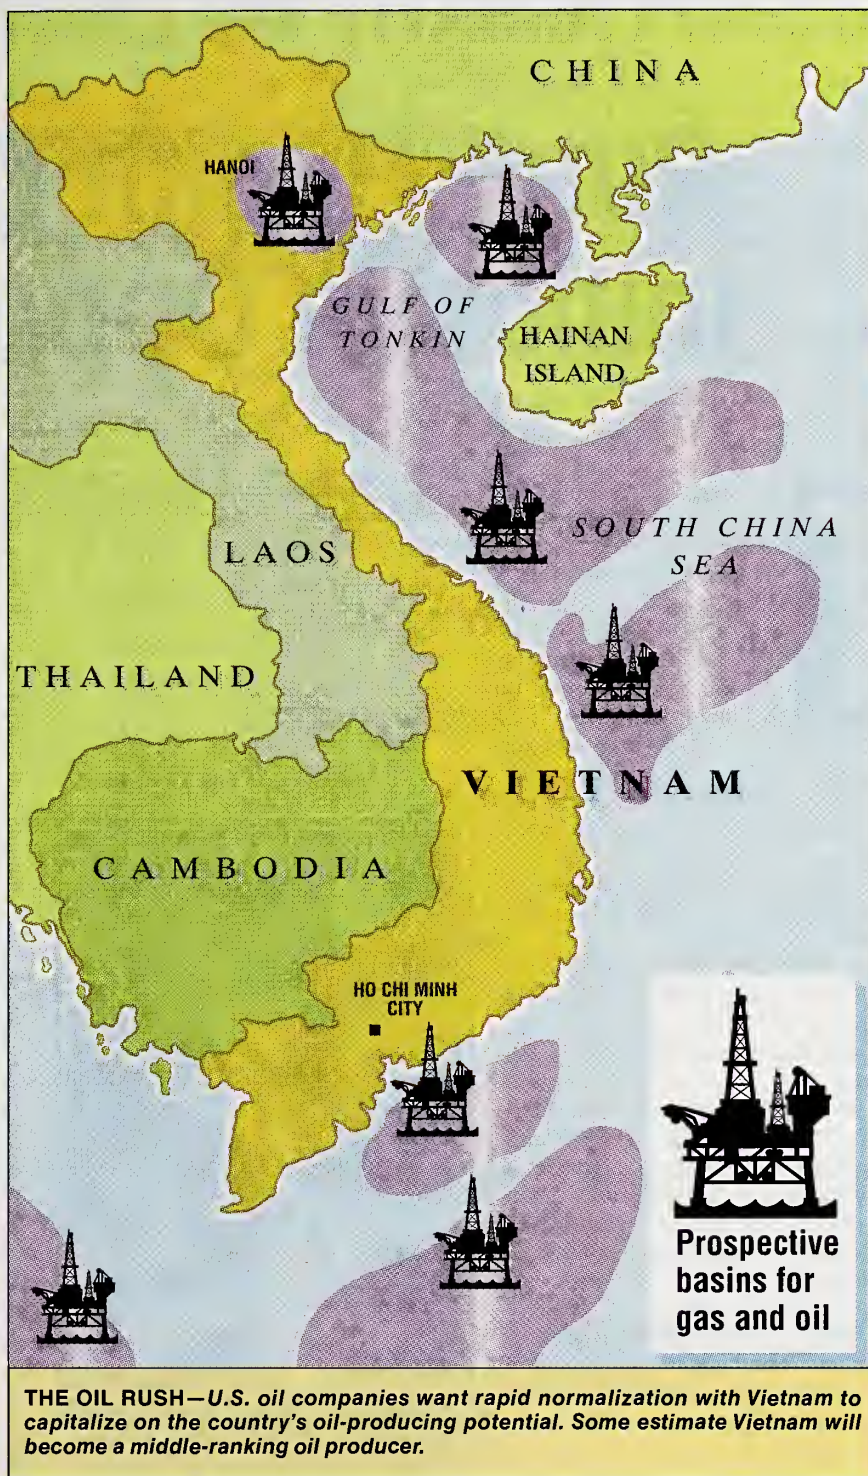 CHINA
HANOI
GULF OF
TONKIN
HAINAN
ISLAND
SOUTH CHINA
SEA
LAOS
THAILAND
VIETNAM
CAMBODIA
HO CHI MINH
CITY
Prospective
basins for
gas and oil
THE OIL RUSH—U.S. oil companies want rapid normalization with Vietnam to
capitalize on the country's oil-producing potential. Some estimate Vietnam will
become a middle-ranking oil producer.